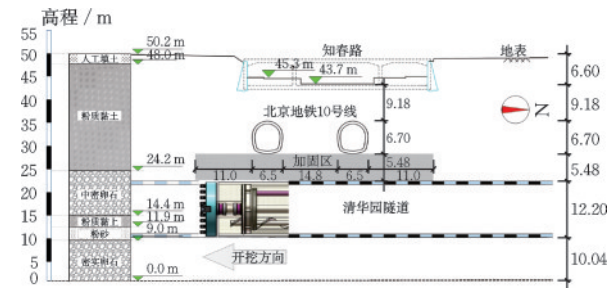 高程 / m
55
50
45
40
35
30
25
20
15
10
5
0
人工填土
粉质黏土
中密卵石
粉质黏土
粉砂
密实卵石
50.2 m
48.0 m
24.2 m
14.4 m
11.9 m
9.0 m
0.0 m
知春路
地表
45.3 m
43.7 m
北京地铁10号线
9.18
6.70
加固区
5.48
11.0
6.5
14.8
6.5
11.0
清华园隧道
开挖方向
N
6.60
9.18
6.70
5.48
12.20
10.04